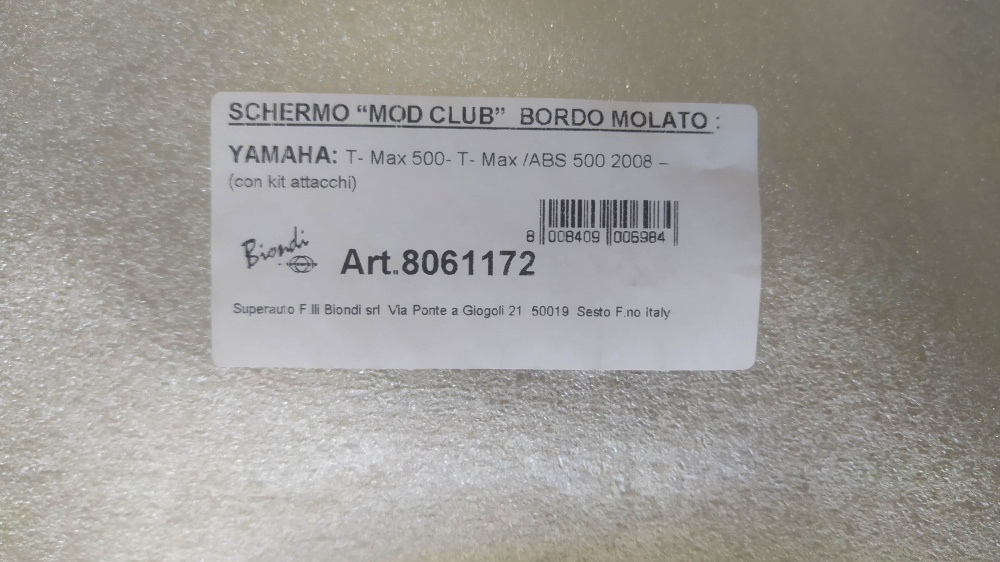 SCHERMO “MOD CLUB” BORDO MOLATO :
YAMAHA: T- Max 500- T- Max /ABS 500 2008 –
(con kit attacchi)
8 008409 006984
Biondi
Art.8061172
Superauto F.lli Biondi srl Via Ponte a Giogoli 21 50019 Sesto F.no italy